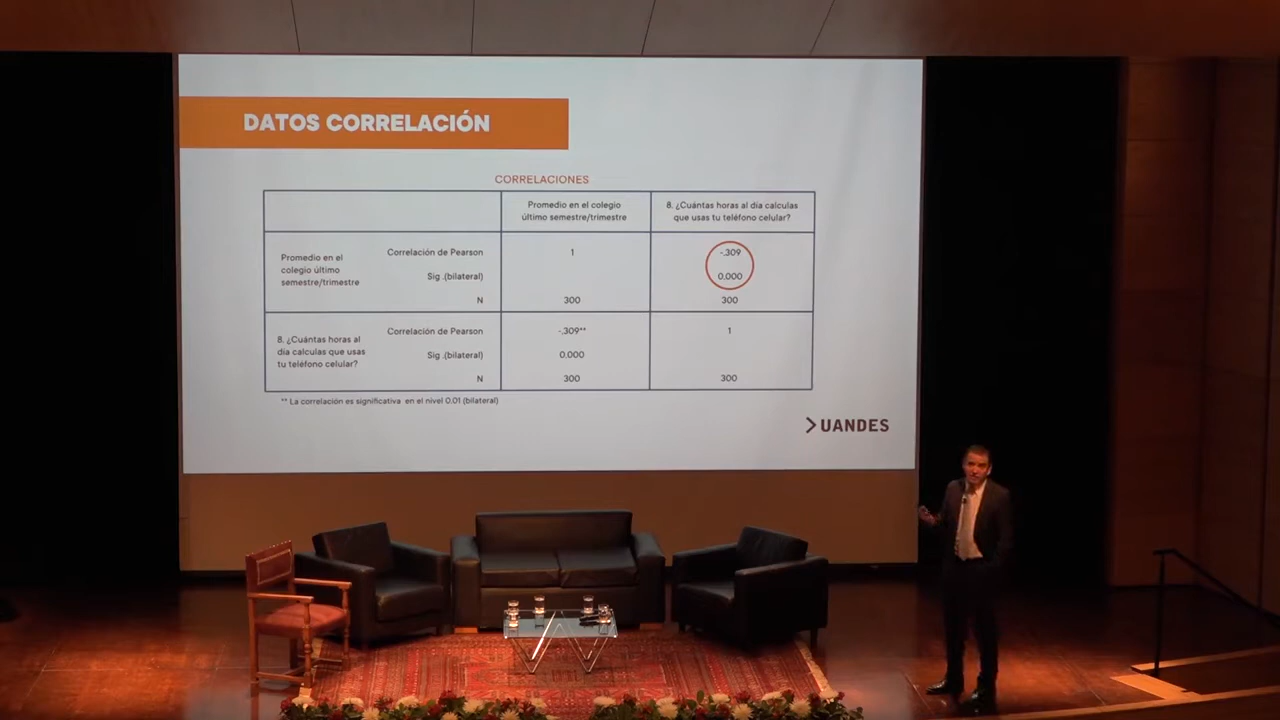 DATOS CORRELACIÓN
CORRELACIONES
Promedio en el colegio
último semestre/trimestre
8. ¿Cuántas horas al día calculas
que usas tu teléfono celular?
Promedio en el
colegio último
semestre/trimestre
Correlación de Pearson
1
-.309
Sig .(bilateral)
0.000
N
300
300
8. ¿Cuántas horas al
día calculas que usas
tu teléfono celular?
Correlación de Pearson
-.309**
1
Sig .(bilateral)
0.000
N
300
300
** La correlación es significativa en el nivel 0.01 (bilateral)
UANDES